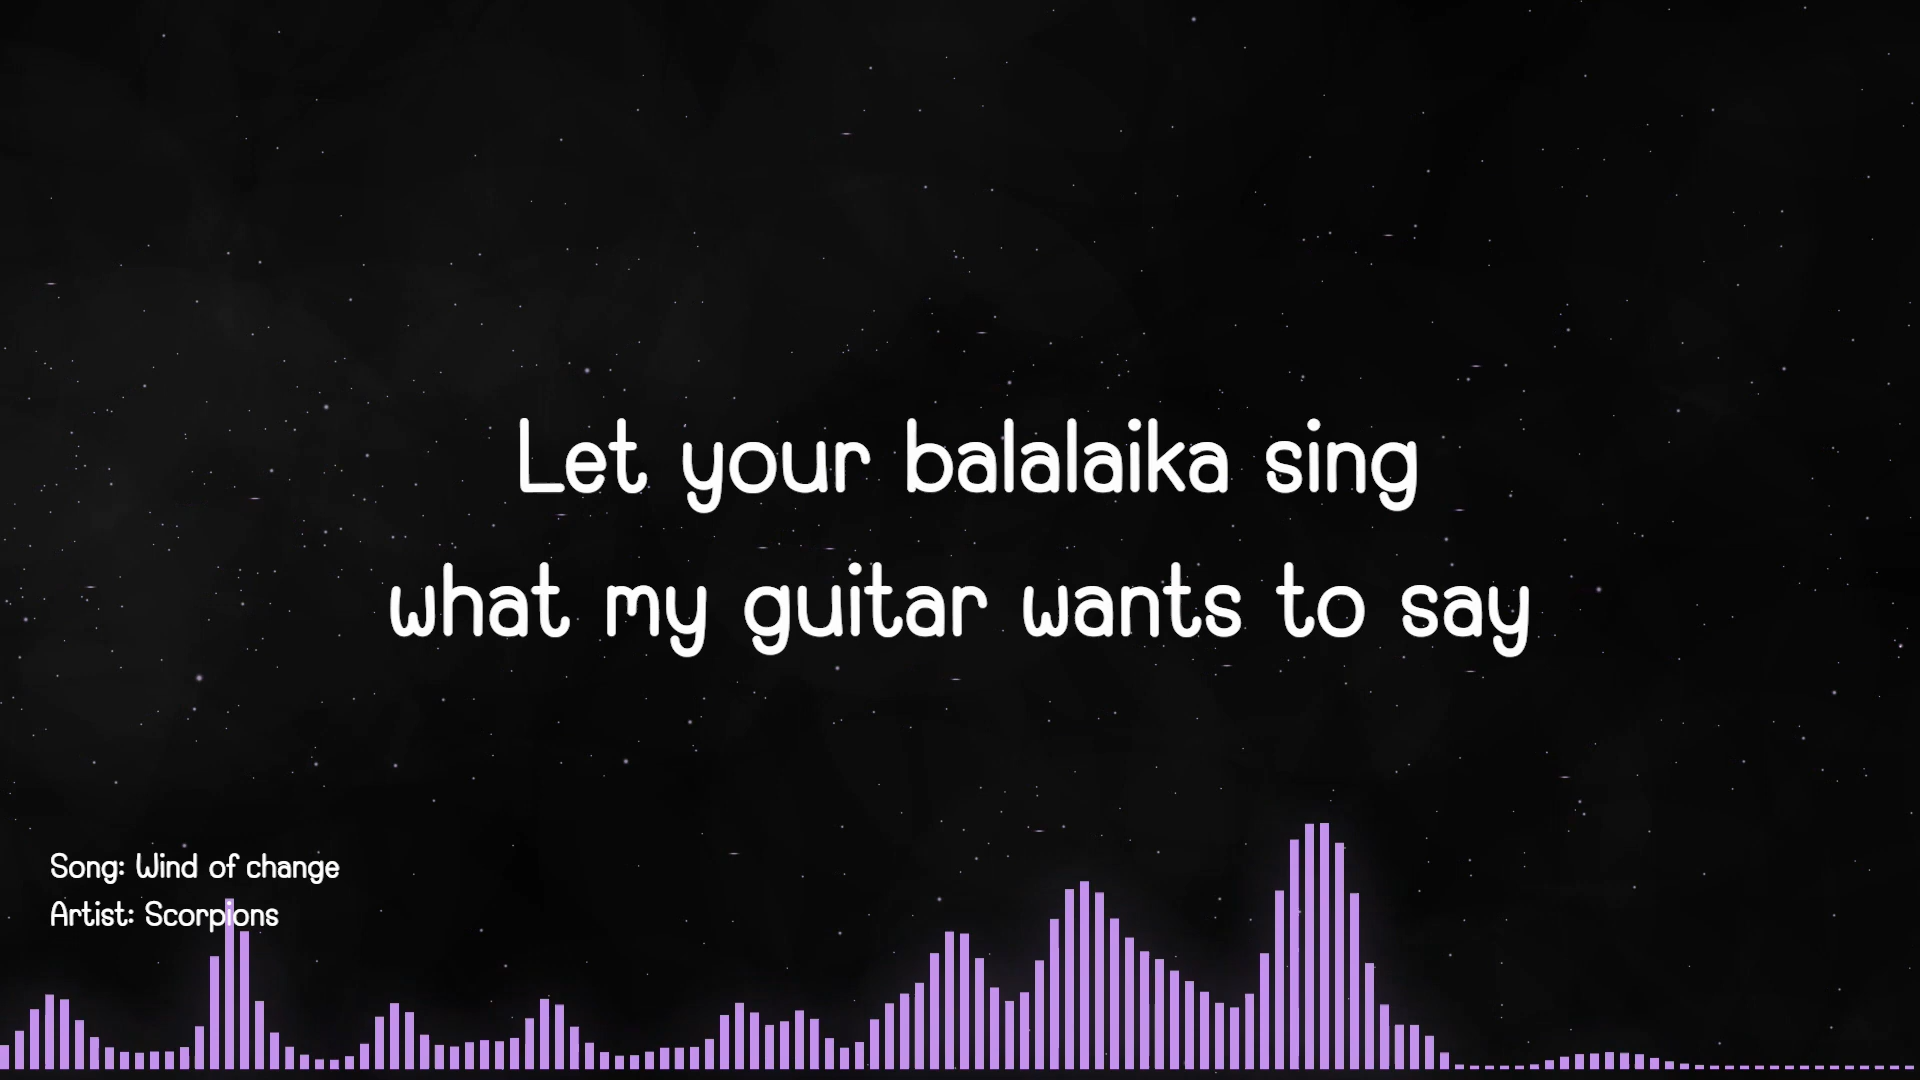 Let your balalaika sing
what my guitar wants to say
Song: Wind of change
Artist: Scorpions